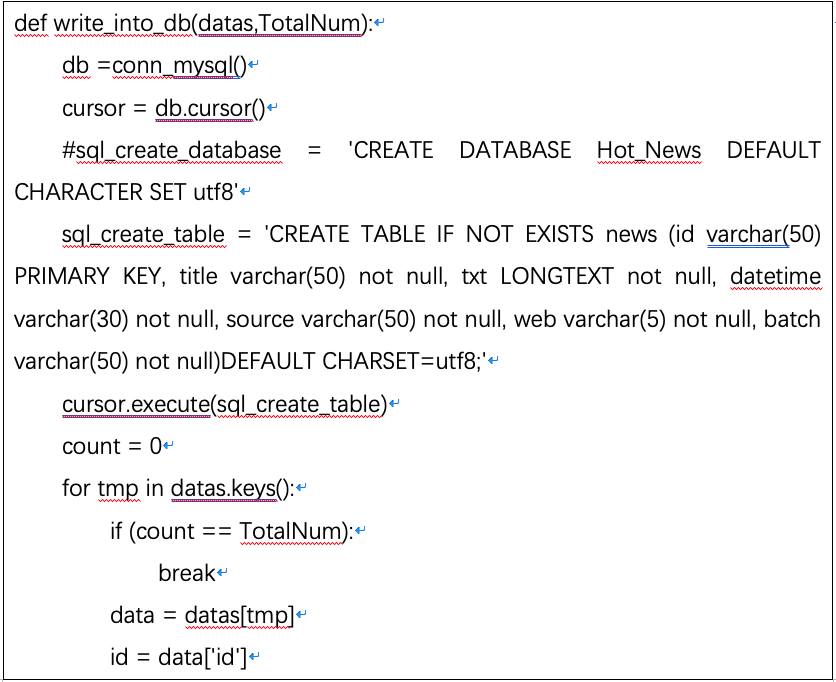 def write_into_db(datas,TotalNum):
db =conn_mysql()
cursor = db.cursor()
#sql_create_database = 'CREATE DATABASE Hot_News DEFAULT
CHARACTER SET utf8'
sql_create_table = 'CREATE TABLE IF NOT EXISTS news (id varchar(50)
PRIMARY KEY, title varchar(50) not null, txt LONGTEXT not null, datetime
varchar(30) not null, source varchar(50) not null, web varchar(5) not null, batch
varchar(50) not null)DEFAULT CHARSET=utf8;'
cursor.execute(sql_create_table)
count = 0
for tmp in datas.keys():
if (count == TotalNum):
break
data = datas[tmp]
id = data['id']